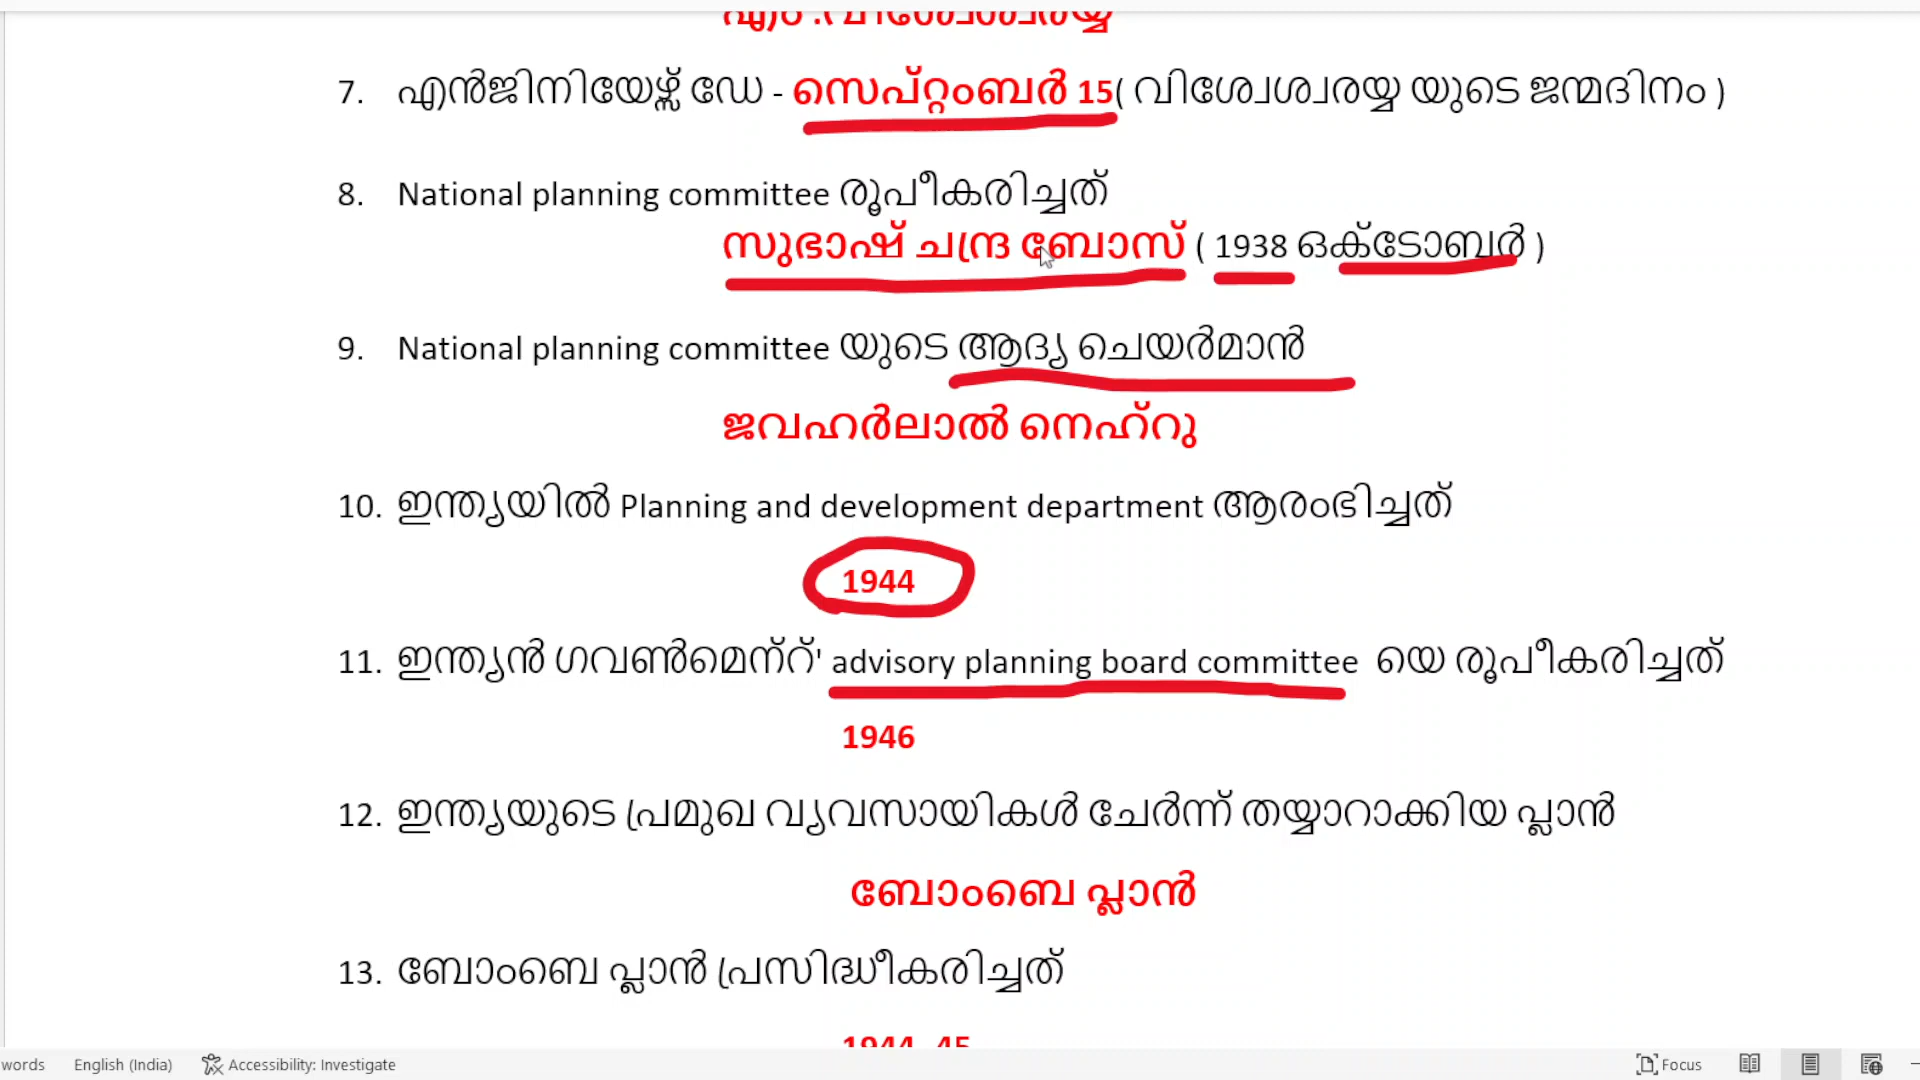 എം .വിശ്വേശ്വരയ്യ
7. എൻജിനിയേഴ്സ് ഡേ - സെപ്റ്റംബർ 15( വിശ്വേശ്വരയ്യ യുടെ ജന്മദിനം )
8. National planning committee രൂപീകരിച്ചത്
സുഭാഷ് ചന്ദ്ര ബോസ് ( 1938 ഒക്ടോബർ )
9. National planning committee യുടെ ആദ്യ ചെയർമാൻ
ജവഹർലാൽ നെഹ്റു
10. ഇന്ത്യയിൽ Planning and development department ആരംഭിച്ചത്
1944
11. ഇന്ത്യൻ ഗവൺമെന്റ്' advisory planning board committee യെ രൂപീകരിച്ചത്
1946
12. ഇന്ത്യയുടെ പ്രമുഖ വ്യവസായികൾ ചേർന്ന് തയ്യാറാക്കിയ പ്ലാൻ
ബോംബെ പ്ലാൻ
13. ബോംബെ പ്ലാൻ പ്രസിദ്ധീകരിച്ചത്
1944-45
words English (India) Accessibility: Investigate Focus